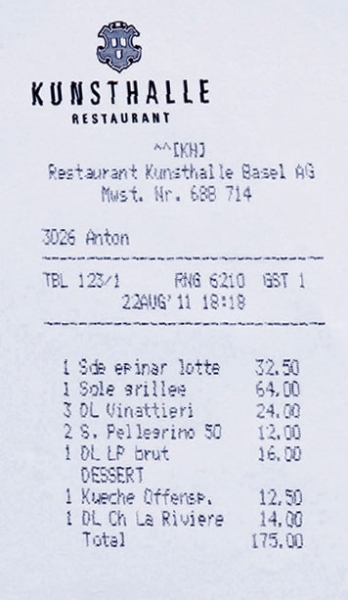 KUNSTHALLE
RESTAURANT
^^[KH]
Restaurant Kunsthalle Basel AG
Mwst. Nr. 688 714
3026 Anton
TBL 123/1 RNG 6210 GST 1
22AUG'11 18:18
1 Sde epinar lotte 32.50
1 Sole grillee 64.00
3 DL Vinattieri 24.00
2 S. Pellegrino 50 12.00
1 DL LP brut 16.00
DESSERT
1 Kueche Offensp. 12.50
1 DL Ch La Riviere 14.00
Total 175.00